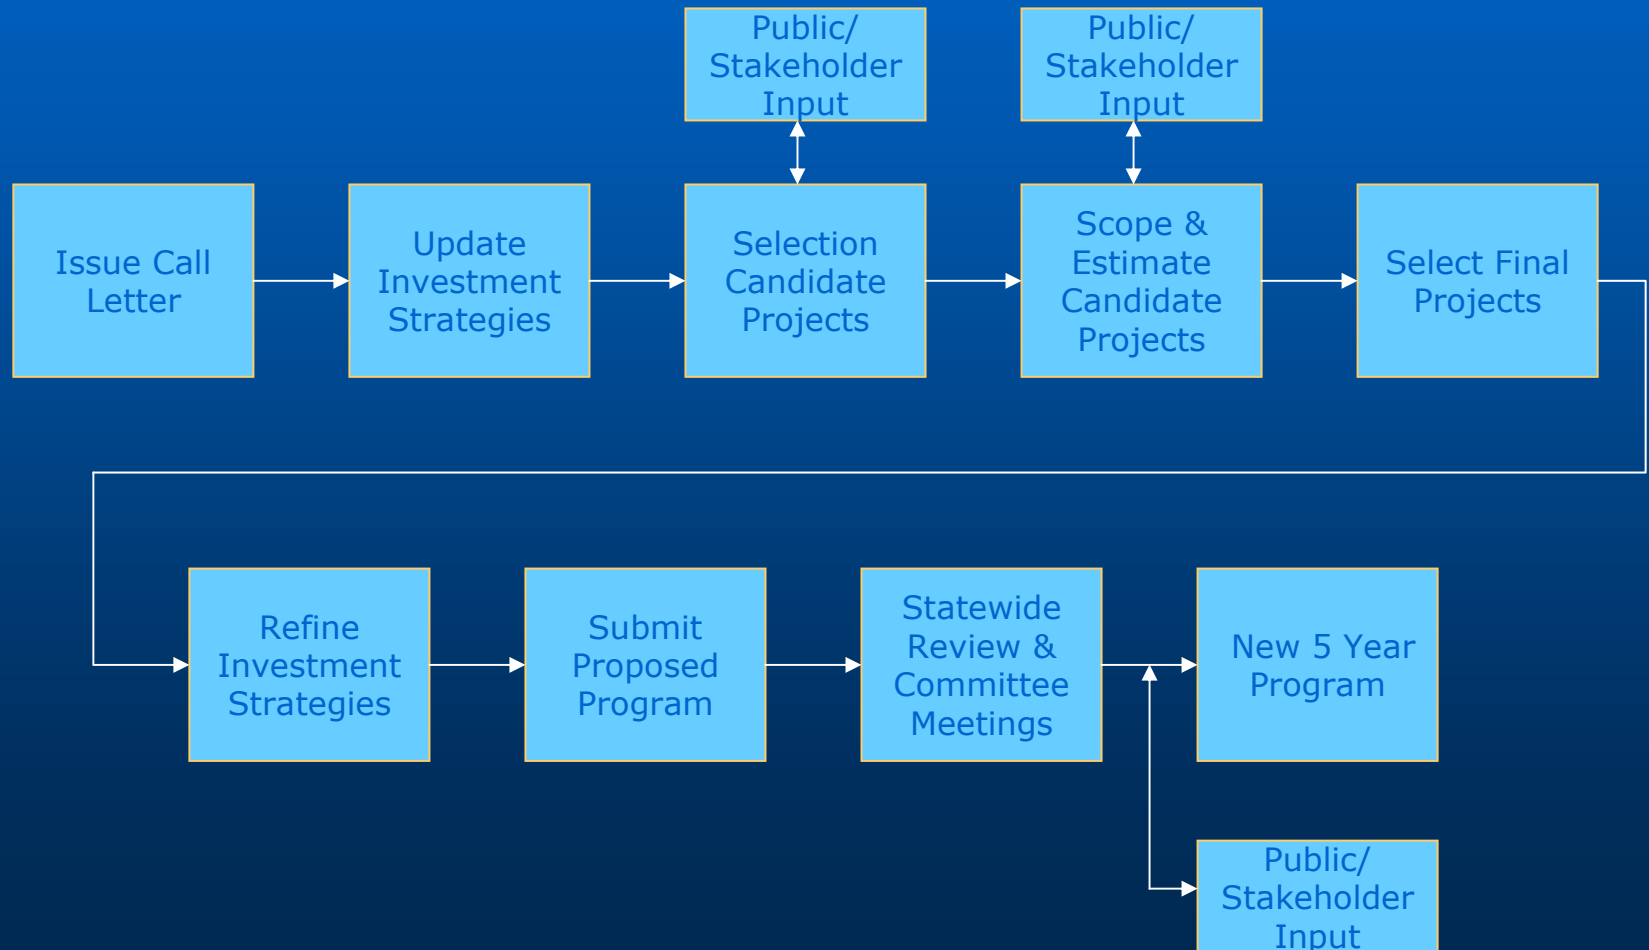 Public/
Stakeholder
Input
Public/
Stakeholder
Input
Issue Call
Letter
Update
Investment
Strategies
Selection
Candidate
Projects
Scope &
Estimate
Candidate
Projects
Select Final
Projects
Refine
Investment
Strategies
Submit
Proposed
Program
Statewide
Review &
Committee
Meetings
New 5 Year
Program
Public/
Stakeholder
Input